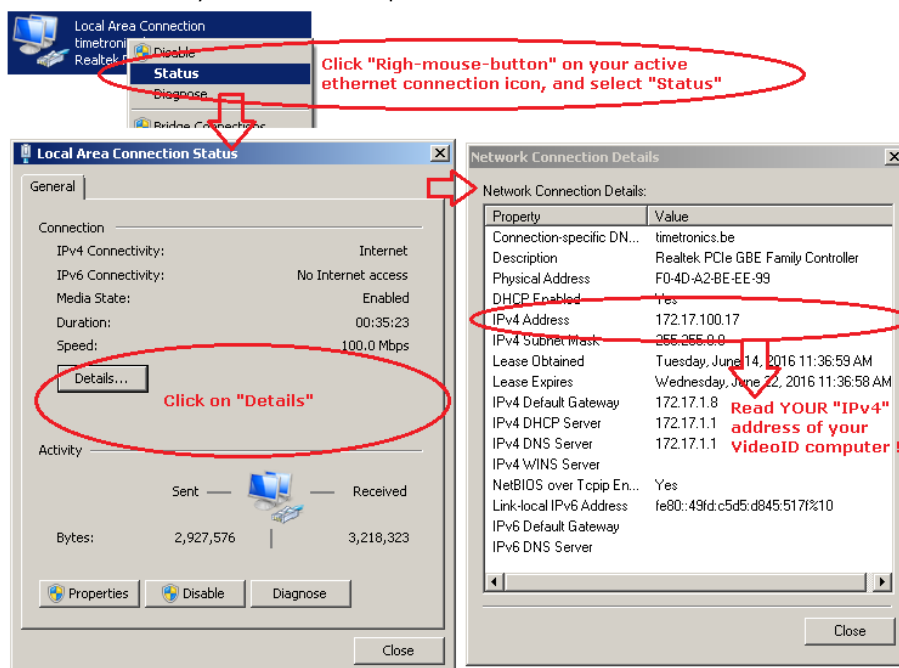 Local Area Connection
timetroni
Realtek
Disable
Status
Diagnose
Bridge Connections
Click "Righ-mouse-button" on your active
ethernet connection icon, and select "Status"
Local Area Connection Status
General
Connection
IPv4 Connectivity: Internet
IPv6 Connectivity: No Internet access
Media State: Enabled
Duration: 00:35:23
Speed: 100.0 Mbps
Details...
Click on "Details"
Activity
Sent — — Received
Bytes: 2,927,576 3,218,323
Properties Disable Diagnose
Close
Network Connection Details
Network Connection Details:
Property Value
Connection-specific DN... timetronics.be
Description Realtek PCIe GBE Family Controller
Physical Address F0-4D-A2-BE-EE-99
DHCP Enabled Yes
IPv4 Address 172.17.100.17
IPv4 Subnet Mask 255.255.0.0
Lease Obtained Tuesday, June 14, 2016 11:36:59 AM
Lease Expires Wednesday, June 22, 2016 11:36:58 AM
IPv4 Default Gateway 172.17.1.8
IPv4 DHCP Server 172.17.1.1
IPv4 DNS Server 172.17.1.1
IPv4 WINS Server
NetBIOS over Tcpip En... Yes
Link-local IPv6 Address fe80::49fd:c5d5:d845:517f%10
IPv6 Default Gateway
IPv6 DNS Server
Read YOUR "IPv4"
address of your
VideoID computer !
Close